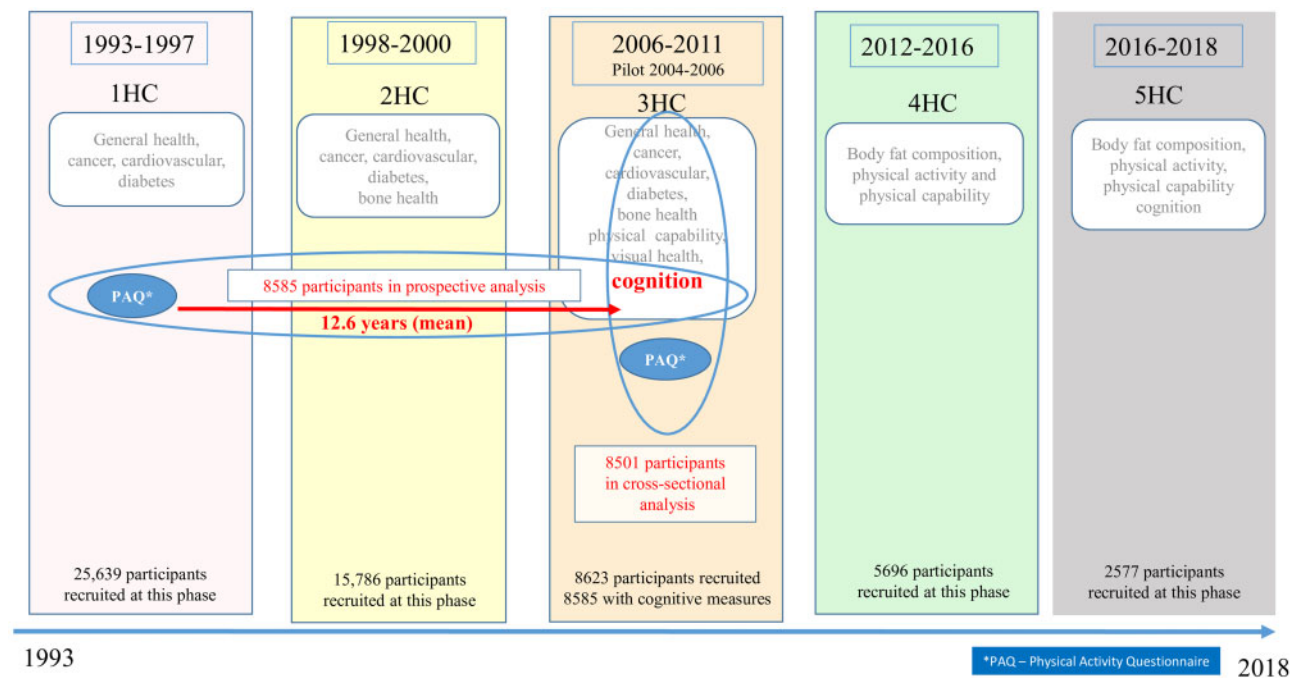 1993-1997
1HC
General health,
cancer, cardiovascular,
diabetes
1998-2000
2HC
General health,
cancer, cardiovascular,
diabetes,
bone health
2006-2011
Pilot 2004-2006
3HC
General health,
cancer,
cardiovascular,
diabetes,
bone health
physical capability,
visual health,
cognition
2012-2016
4HC
Body fat composition,
physical activity and
physical capability
2016-2018
5HC
Body fat composition,
physical activity,
physical capability
cognition
PAQ*
8585 participants in prospective analysis
12.6 years (mean)
PAQ*
8501 participants
in cross-sectional
analysis
25,639 participants
recruited at this phase
15,786 participants
recruited at this phase
8623 participants recruited
8585 with cognitive measures
5696 participants
recruited at this phase
2577 participants
recruited at this phase
1993
*PAQ – Physical Activity Questionnaire
2018